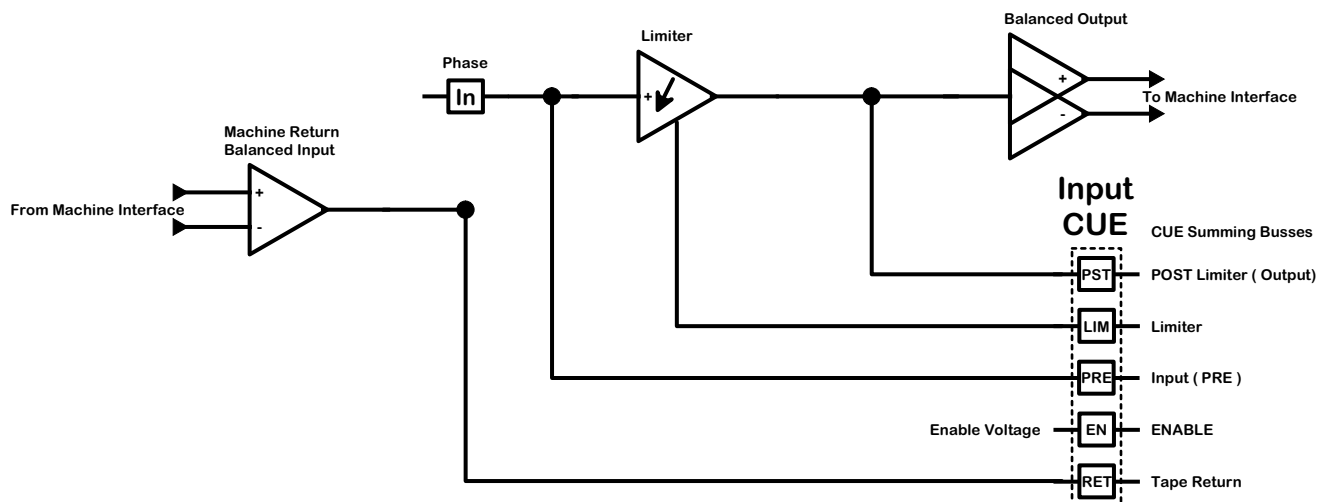 Balanced Output
Limiter
Phase
In
+
+
-
To Machine Interface
Machine Return
Balanced Input
From Machine Interface
+
-
Input
CUE
CUE Summing Busses
PST
POST Limiter ( Output)
LIM
Limiter
PRE
Input ( PRE )
Enable Voltage
EN
ENABLE
RET
Tape Return